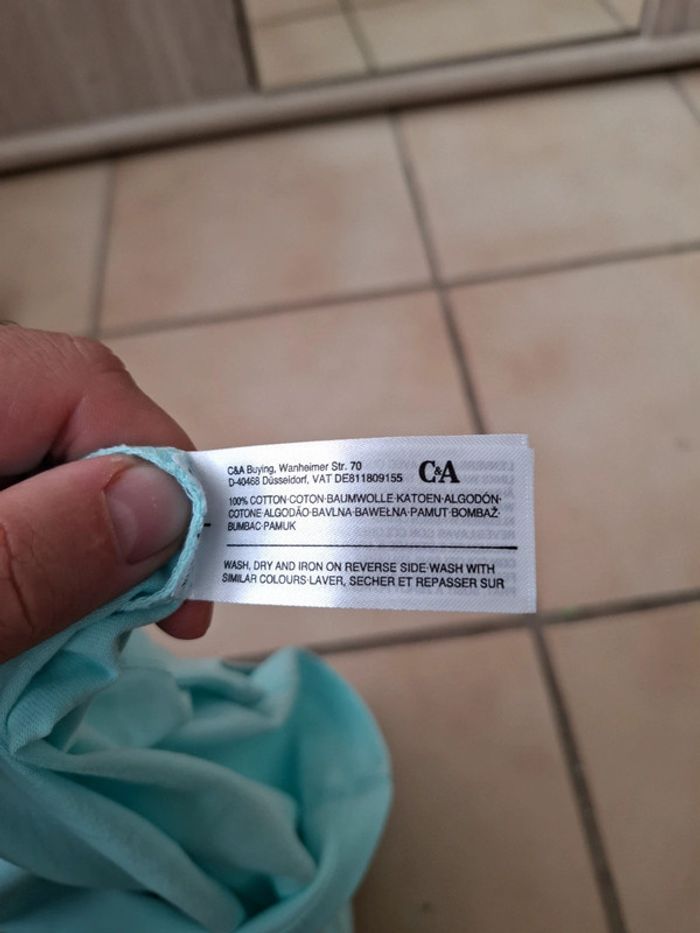 C&A Buying, Wanheimer Str. 70
D-40468 Düsseldorf, VAT DE811809155
C&A
100% COTTON·COTON·BAUMWOLLE·KATOEN·ALGODÓN·
COTONE·ALGODÃO·BAVLNA·BAWEŁNA·PAMUT·BOMBAŽ·
BUMBAC·PAMUK
WASH, DRY AND IRON ON REVERSE SIDE·WASH WITH
SIMILAR COLOURS·LAVER, SECHER ET REPASSER SUR